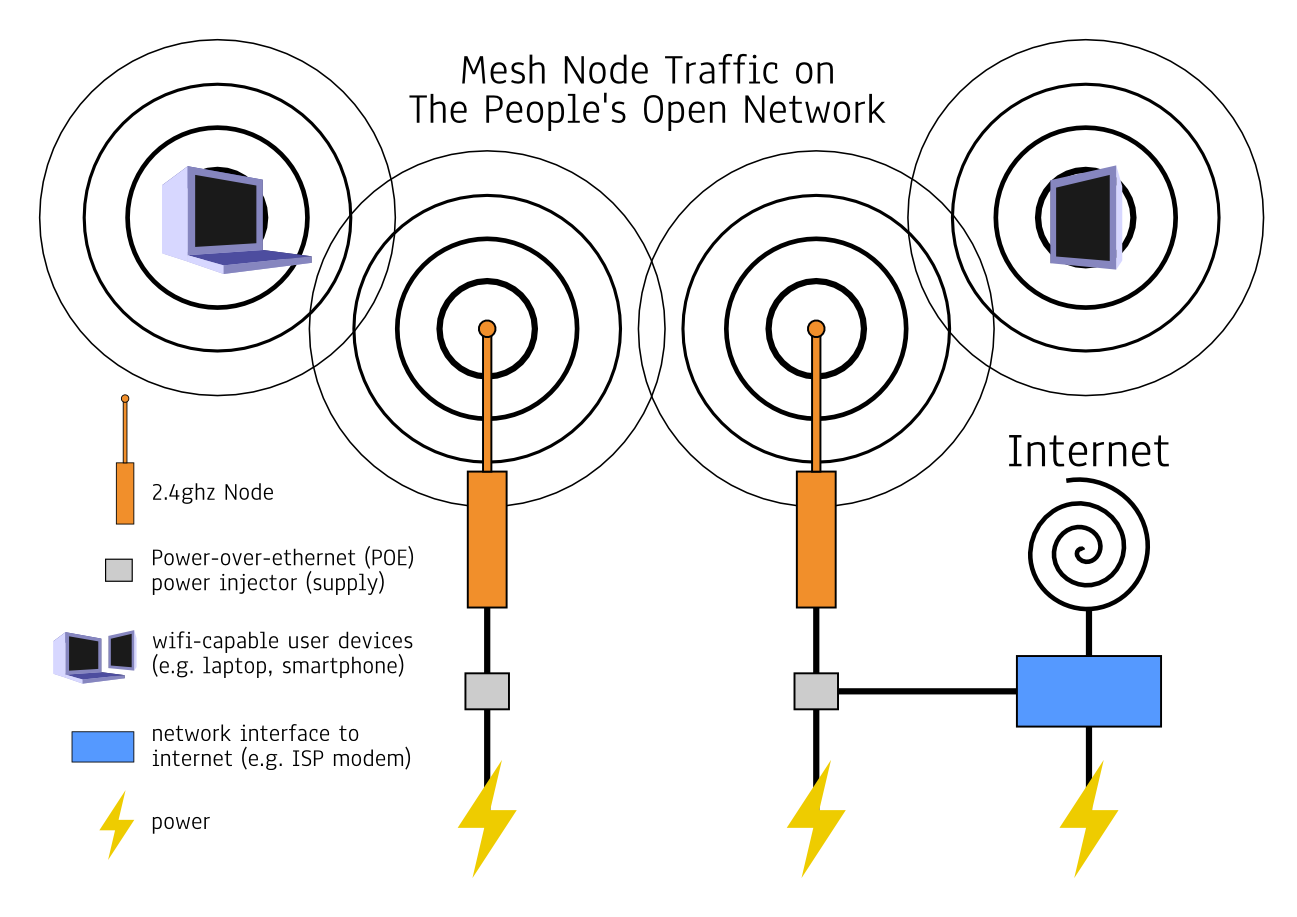 Mesh Node Traffic on
The People's Open Network
Internet
2.4ghz Node
Power-over-ethernet (POE)
power injector (supply)
wifi-capable user devices
(e.g. laptop, smartphone)
network interface to
internet (e.g. ISP modem)
power